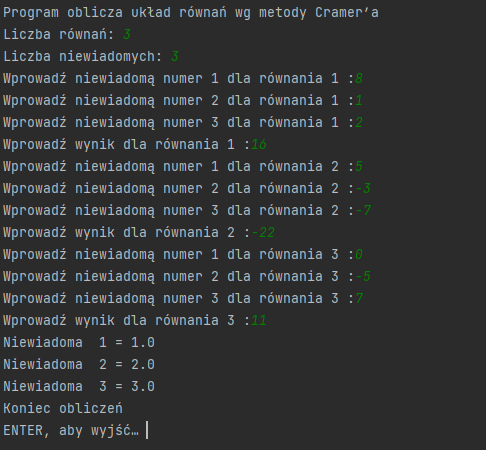 Program oblicza układ równań wg metody Cramer’a
Liczba równań: 3
Liczba niewiadomych: 3
Wprowadź niewiadomą numer 1 dla równania 1 :8
Wprowadź niewiadomą numer 2 dla równania 1 :1
Wprowadź niewiadomą numer 3 dla równania 1 :2
Wprowadź wynik dla równania 1 :16
Wprowadź niewiadomą numer 1 dla równania 2 :5
Wprowadź niewiadomą numer 2 dla równania 2 :-3
Wprowadź niewiadomą numer 3 dla równania 2 :-7
Wprowadź wynik dla równania 2 :-22
Wprowadź niewiadomą numer 1 dla równania 3 :0
Wprowadź niewiadomą numer 2 dla równania 3 :-5
Wprowadź niewiadomą numer 3 dla równania 3 :7
Wprowadź wynik dla równania 3 :11
Niewiadoma  1 = 1.0
Niewiadoma  2 = 2.0
Niewiadoma  3 = 3.0
Koniec obliczeń
ENTER, aby wyjść…